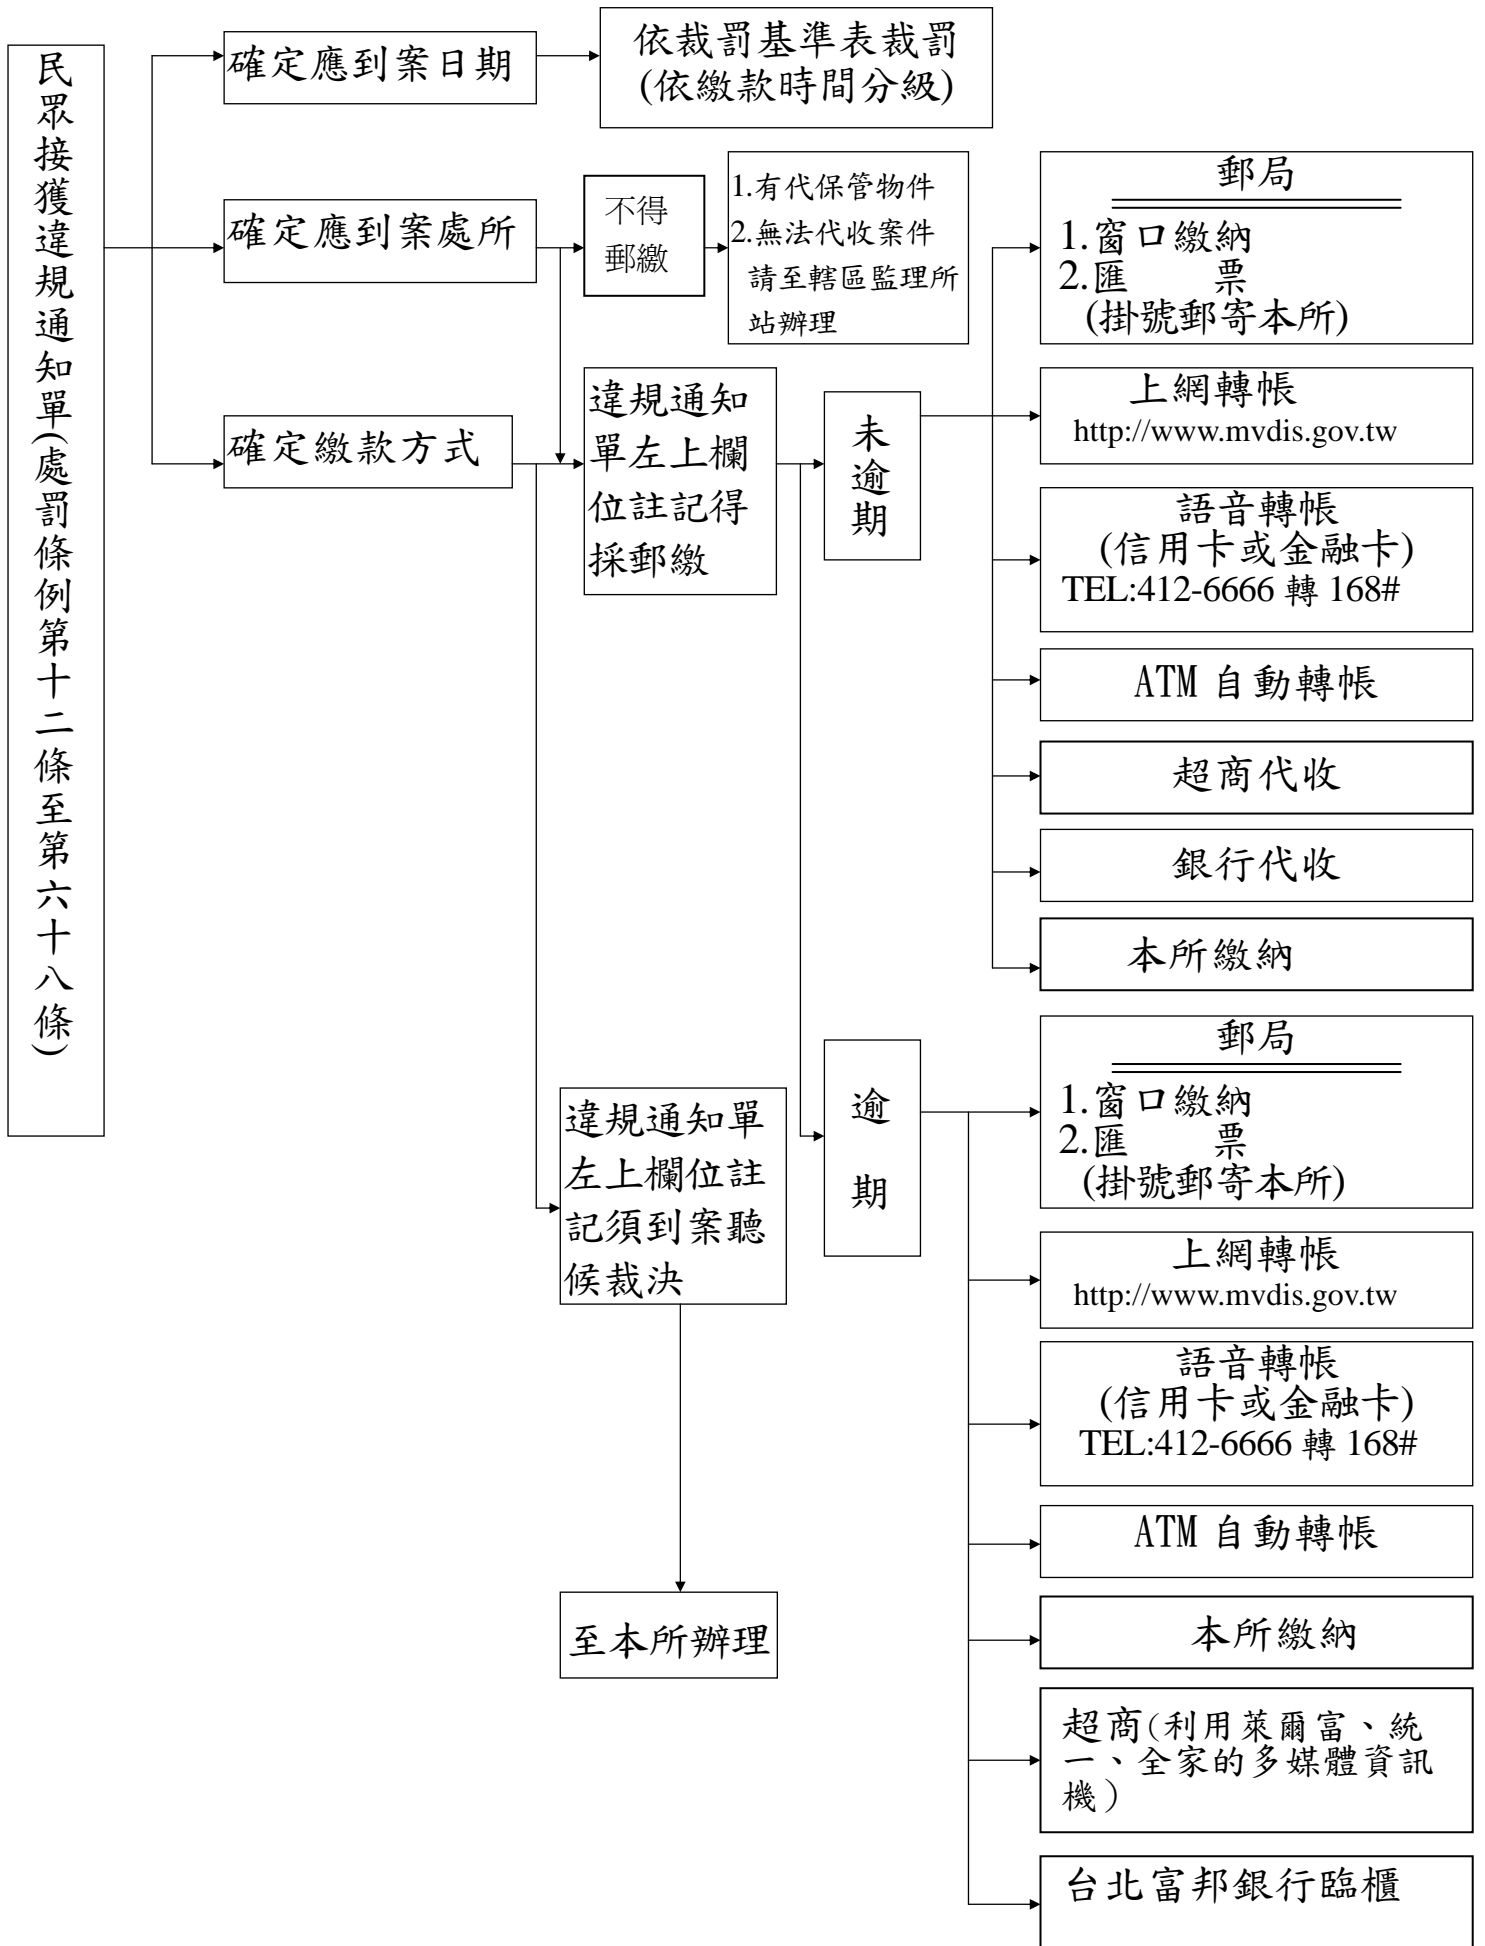 民眾接獲違規通知單(處罰條例第十二條至第六十八條)
確定應到案日期
依裁罰基準表裁罰
(依繳款時間分級)
確定應到案處所
不得
郵繳
1.有代保管物件
2.無法代收案件
請至轄區監理所
站辦理
確定繳款方式
違規通知
單左上欄
位註記得
採郵繳
未逾期
郵局
1.窗口繳納
2.匯 票
(掛號郵寄本所)
上網轉帳
http://www.mvdis.gov.tw
語音轉帳
(信用卡或金融卡)
TEL:412-6666 轉 168#
ATM 自動轉帳
超商代收
銀行代收
本所繳納
違規通知單
左上欄位註
記須到案聽
候裁決
至本所辦理
逾期
郵局
1.窗口繳納
2.匯 票
(掛號郵寄本所)
上網轉帳
http://www.mvdis.gov.tw
語音轉帳
(信用卡或金融卡)
TEL:412-6666 轉 168#
ATM 自動轉帳
本所繳納
超商(利用萊爾富、統
一、全家的多媒體資訊
機)
台北富邦銀行臨櫃